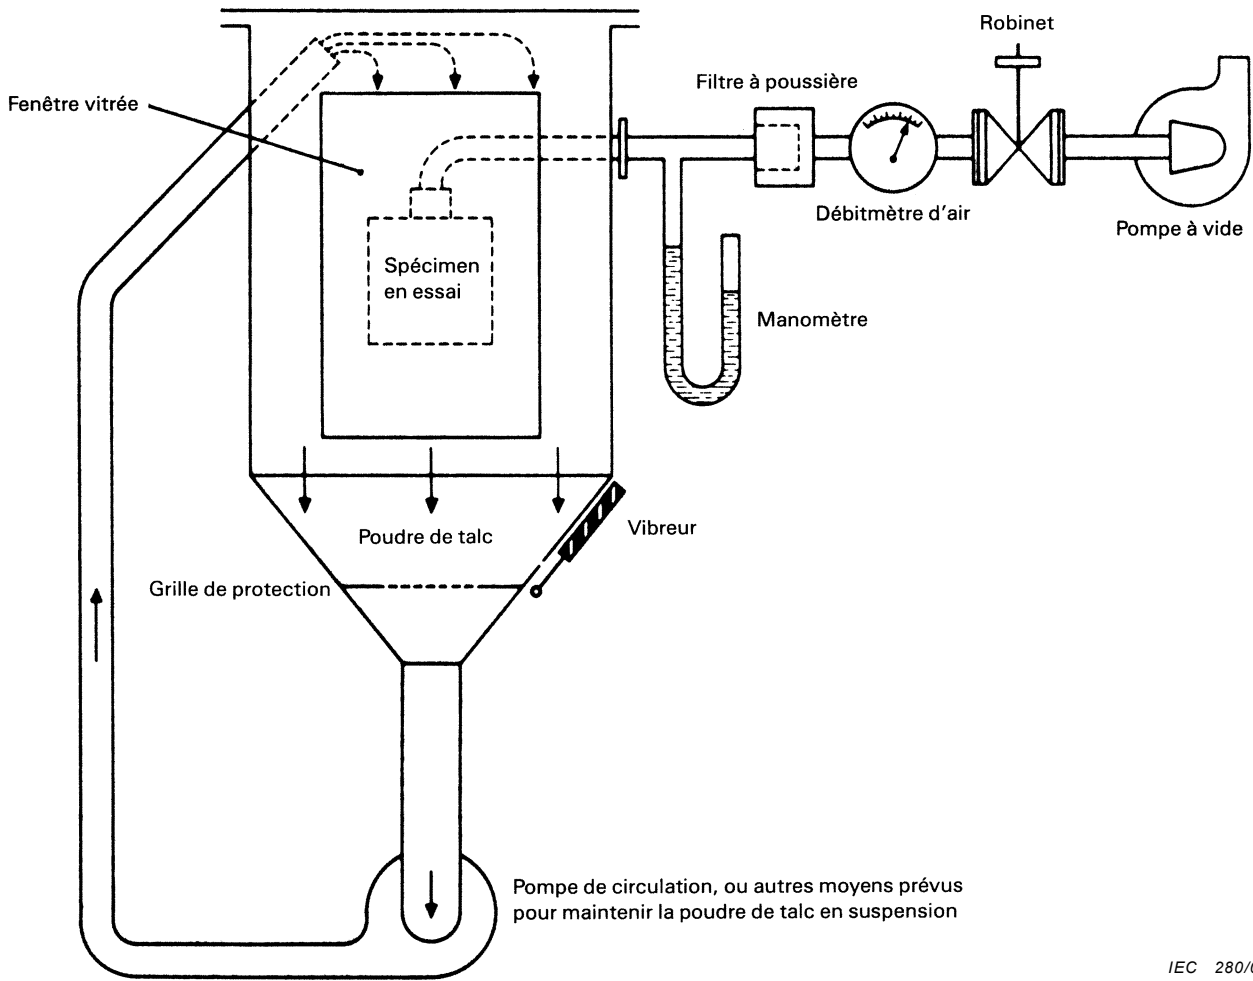 Robinet
Filtre à poussière
Fenêtre vitrée
Débitmètre d'air
Pompe à vide
Spécimen
en essai
Manomètre
Vibreur
Poudre de talc
Grille de protection
Pompe de circulation, ou autres moyens prévus
pour maintenir la poudre de talc en suspension
IEC 280/